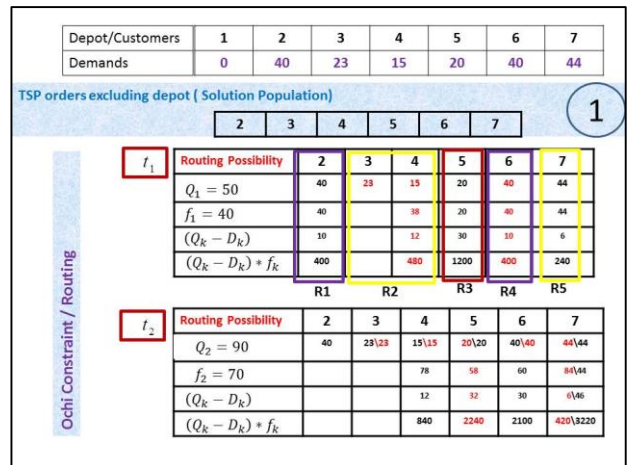 Depot/Customers 1 2 3 4 5 6 7
Demands 0 40 23 15 20 40 44
TSP orders excluding depot ( Solution Population)
1
2 3 4 5 6 7
t₁ Routing Possibility 2 3 4 5 6 7
Q₁ = 50 40 23 15 20 40 44
f₁ = 40 40 38 20 40 44
(Qₖ − Dₖ) 10 12 30 10 6
(Qₖ − Dₖ) * fₖ 400 480 1200 400 240
R1 R2 R3 R4 R5
t₂ Routing Possibility 2 3 4 5 6 7
Q₂ = 90 40 23\23 15\15 20\20 40\40 44\44
f₂ = 70 78 58 60 84\44
(Qₖ − Dₖ) 12 32 30 6\46
(Qₖ − Dₖ) * fₖ 840 2240 2100 420\3220
Ochi Constraint / Routing